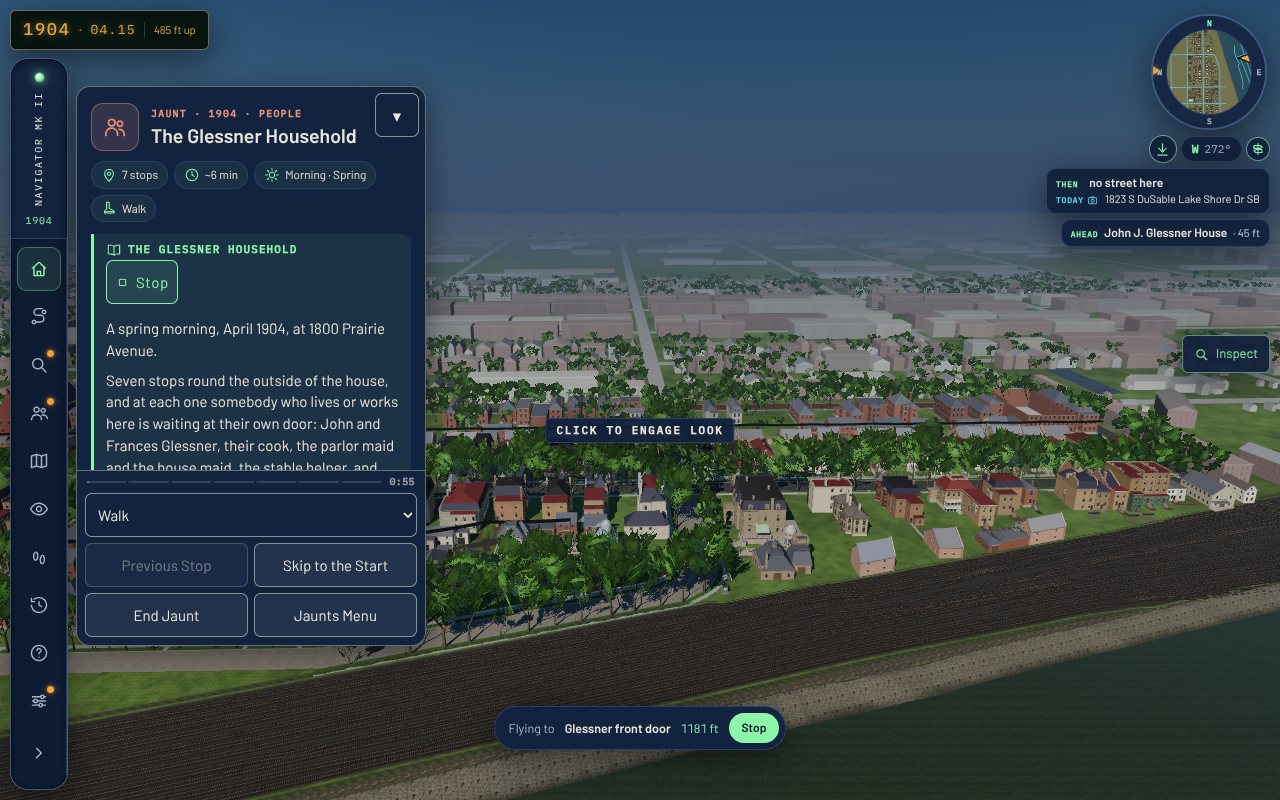 1904 · 04.15 485 ft up
NAVIGATOR MK II
1904
JAUNT · 1904 · PEOPLE
The Glessner Household
▼
7 stops
~6 min
Morning · Spring
Walk
THE GLESSNER HOUSEHOLD
Stop
A spring morning, April 1904, at 1800 Prairie
Avenue.
Seven stops round the outside of the house,
and at each one somebody who lives or works
here is waiting at their own door: John and
Frances Glessner, their cook, the parlor maid
and the house maid, the stable helper, and
0:55
Walk
Previous Stop
Skip to the Start
End Jaunt
Jaunts Menu
CLICK TO ENGAGE LOOK
Flying to Glessner front door 1181 ft Stop
N
W
E
S
W 272°
THEN no street here
TODAY 1823 S DuSable Lake Shore Dr SB
AHEAD John J. Glessner House · 45 ft
Inspect